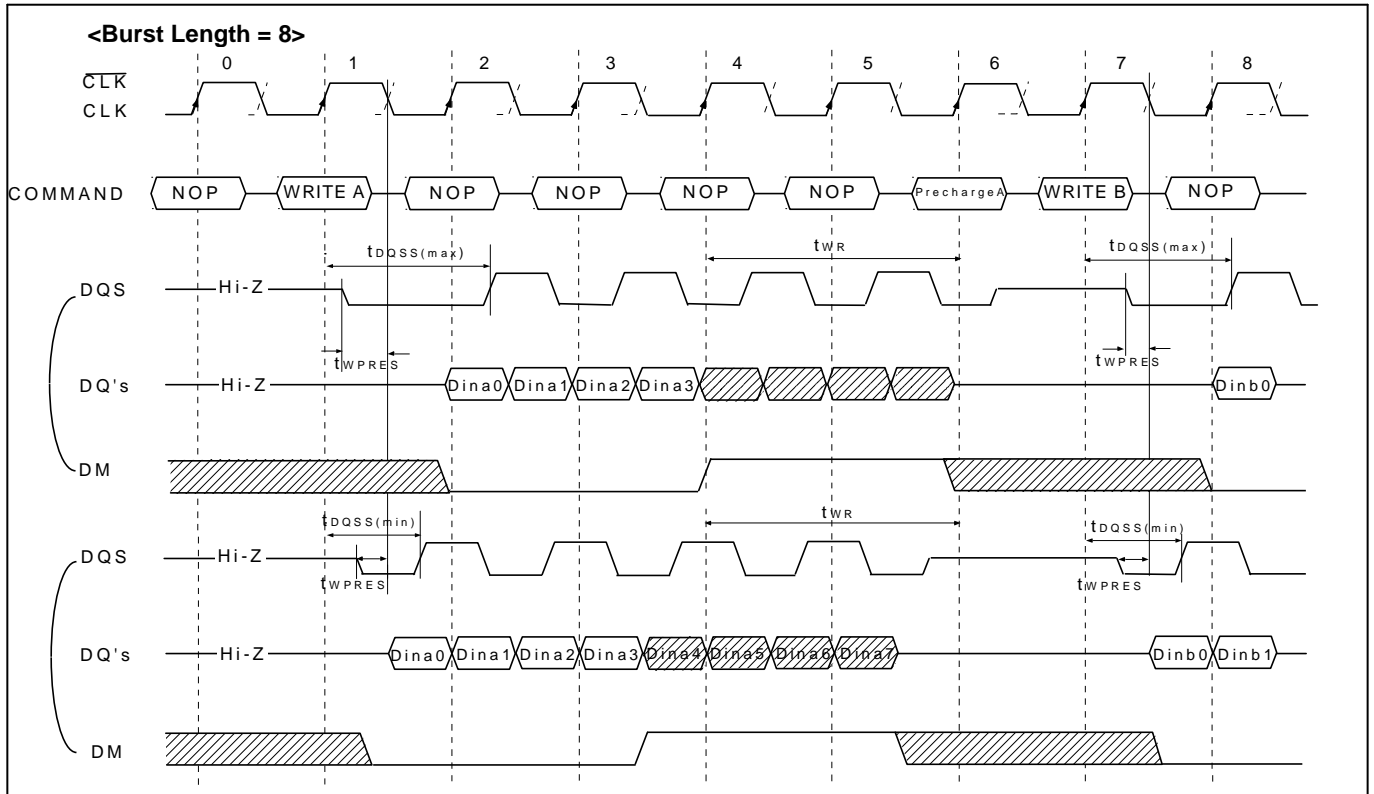 <Burst Length = 8>
0 1 2 3 4 5 6 7 8
CLK
CLK
COMMAND NOP WRITE A NOP NOP NOP NOP PrechargeA WRITE B NOP
tDQSS(max) tWR tDQSS(max)
DQS Hi-Z
tWPRES tWPRES
DQ's Hi-Z Dina0 Dina1 Dina2 Dina3 Dinb0
DM
tDQSS(min) tWR tDQSS(min)
DQS Hi-Z
tWPRES tWPRES
DQ's Hi-Z Dina0 Dina1 Dina2 Dina3 Dina4 Dina5 Dina6 Dina7 Dinb0 Dinb1
DM